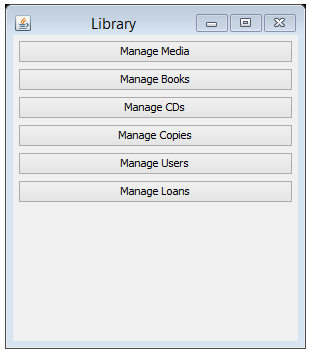 Library
Manage Media
Manage Books
Manage CDs
Manage Copies
Manage Users
Manage Loans